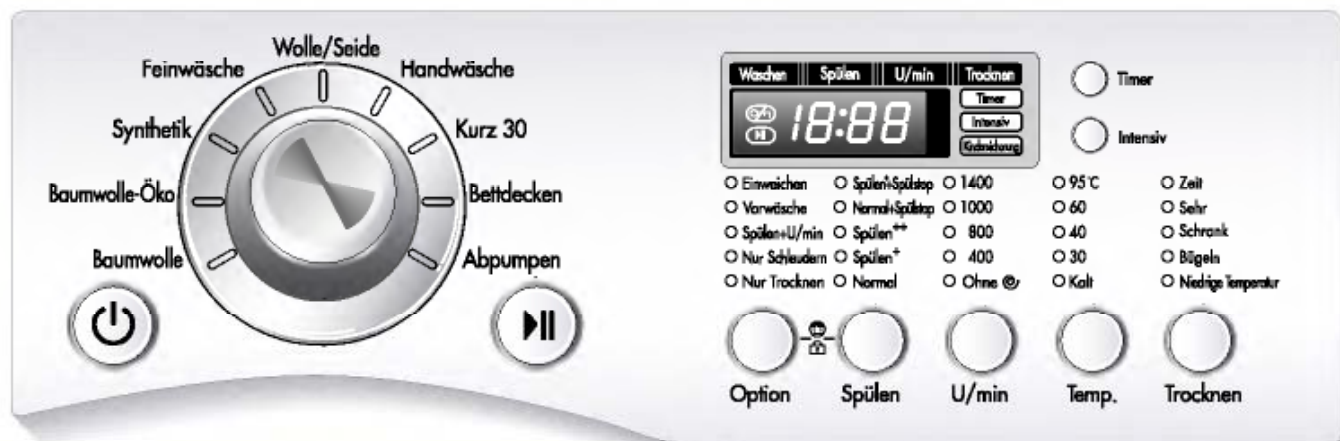 Wolle/Seide
Feinwäsche Handwäsche
Synthetik Kurz 30
Baumwolle-Öko Bettdecken
Baumwolle Abpumpen
Waschen Spülen U/min Trocknen
18:88
Timer
Intensiv
Timer
Intensiv
Einweichen Spülen+Spülstop 1400 95℃ Zeit
Vorwäsche Normal+Spülstop 1000 60 Sehr
Spülen+U/min Spülen++ 800 40 Schrank
Nur Schleudern Spülen+ 400 30 Bügeln
Nur Trocknen Normal Ohne Kalt Niedrige Temperatur
Option Spülen U/min Temp. Trocknen